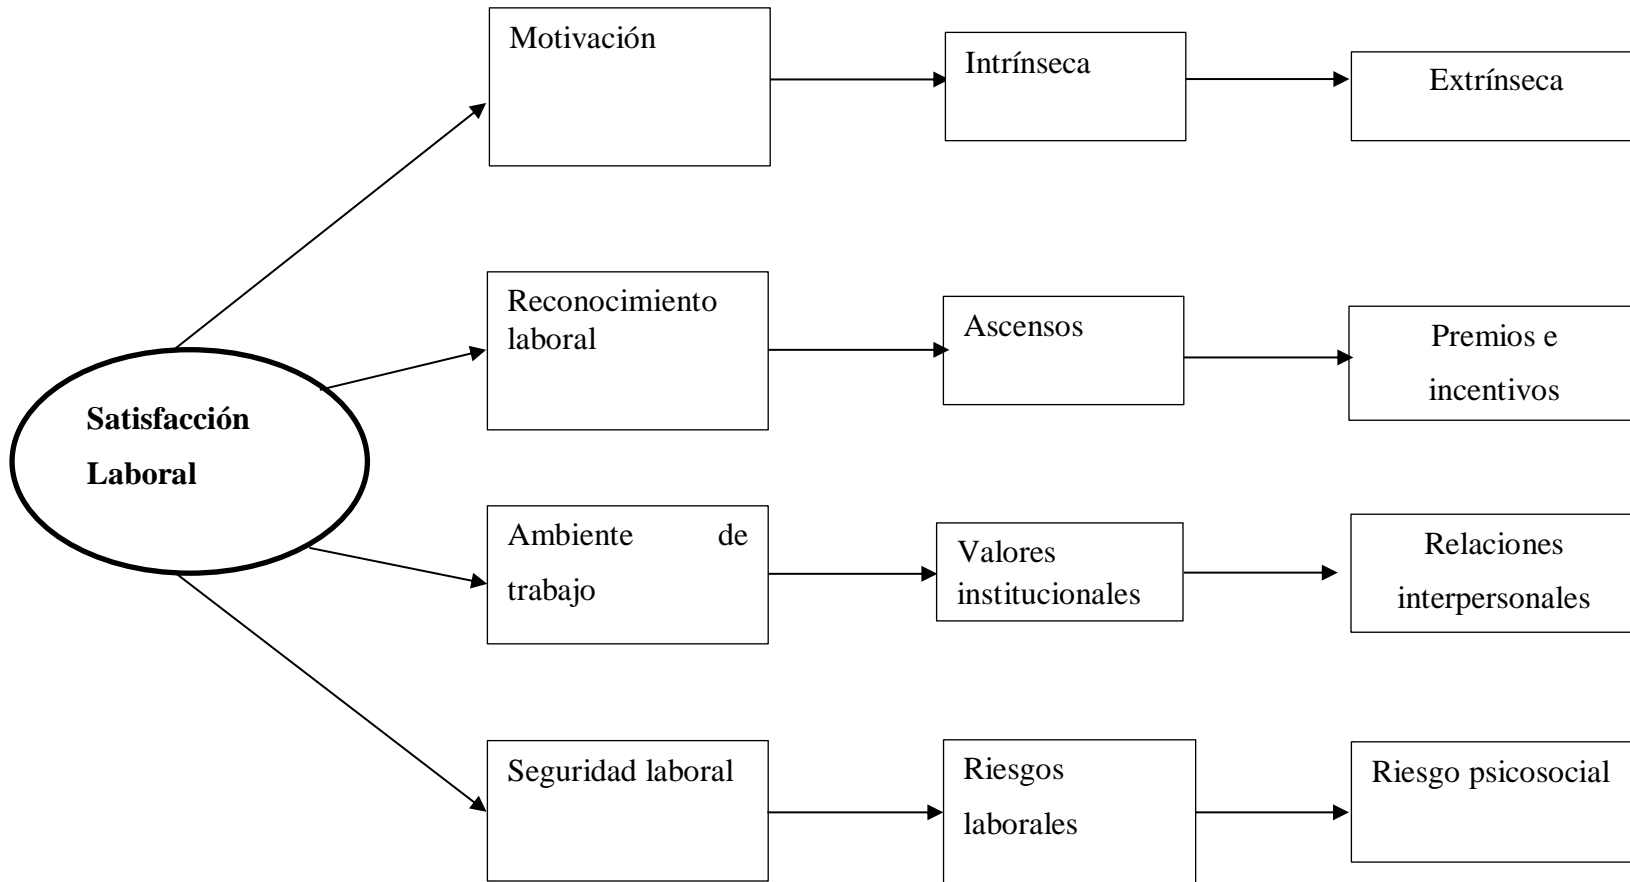 Motivación
Intrínseca
Extrínseca
Reconocimiento
laboral
Ascensos
Premios e
incentivos
Satisfacción
Laboral
Ambiente de
trabajo
Valores
institucionales
Relaciones
interpersonales
Seguridad laboral
Riesgos
laborales
Riesgo psicosocial